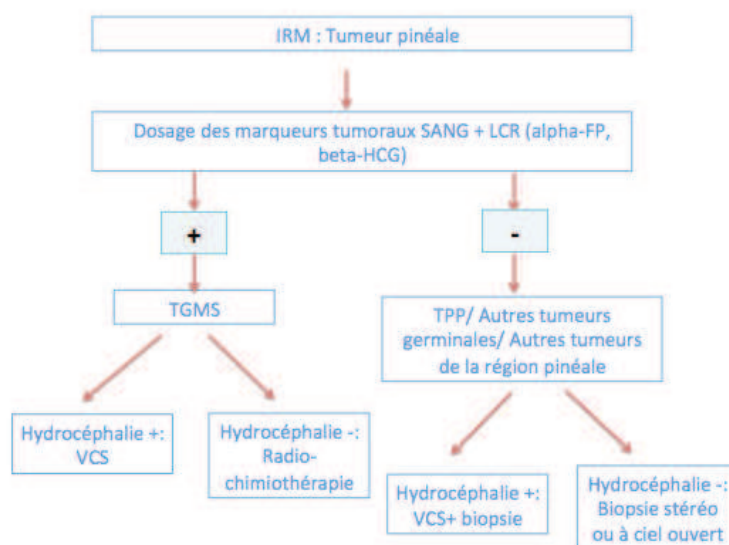 IRM : Tumeur pinéale
Dosage des marqueurs tumoraux SANG + LCR (alpha-FP,
beta-HCG)
+
-
TGMS
TPP/ Autres tumeurs
germinales/ Autres tumeurs
de la région pinéale
Hydrocéphalie +:
VCS
Hydrocéphalie -:
Radio-
chimiothérapie
Hydrocéphalie +:
VCS+ biopsie
Hydrocéphalie -:
Biopsie stéréo
ou à ciel ouvert